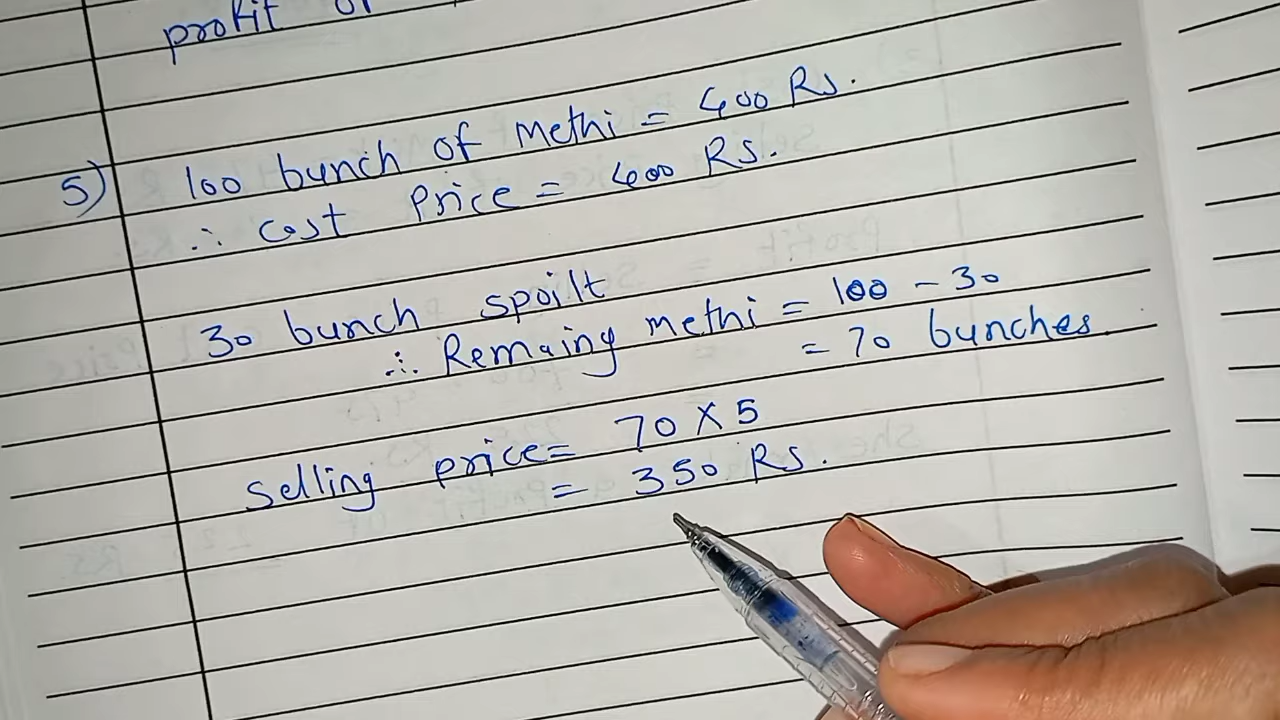 profit of
5) 100 bunch of methi = 400 Rs.
∴ cost Price = 400 Rs.
30 bunch spoilt
∴ Remaing methi = 100 - 30
= 70 bunches.
Selling price = 70 X 5
= 350 Rs.